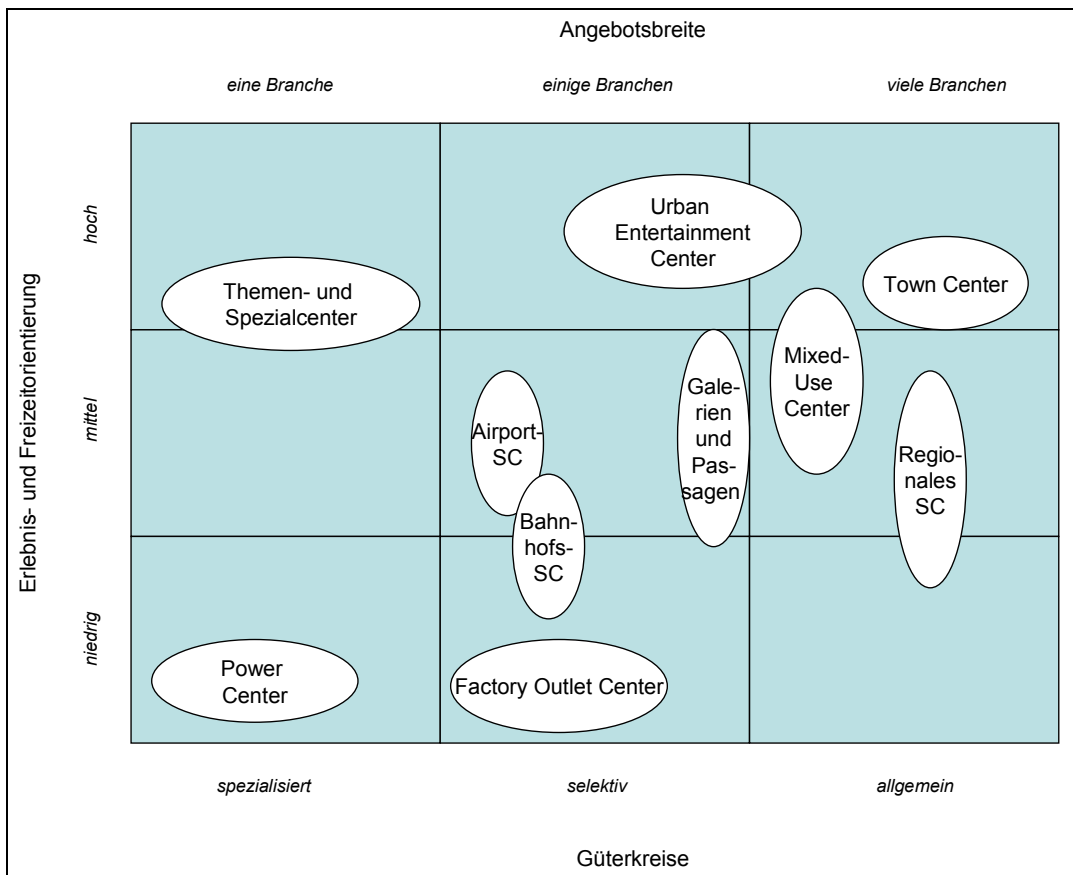 Angebotsbreite
eine Branche
einige Branchen
viele Branchen
Erlebnis- und Freizeitorientierung
hoch
mittel
niedrig
Urban
Entertainment
Center
Themen- und
Spezialcenter
Town Center
Mixed-
Use
Center
Gale-
rien
und
Pas-
sagen
Airport-
SC
Regio-
nales
SC
Bahn-
hofs-
SC
Power
Center
Factory Outlet Center
spezialisiert
selektiv
allgemein
Güterkreise